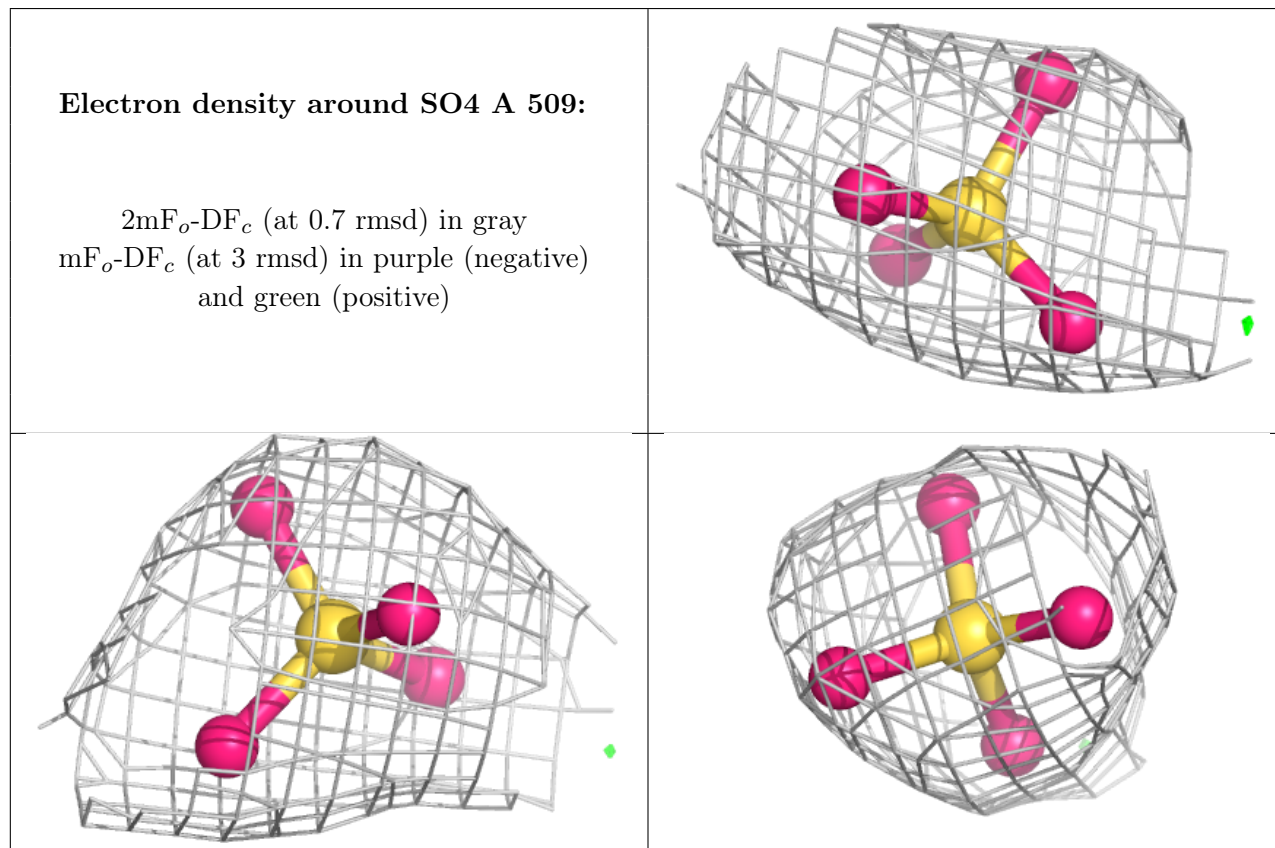 Electron density around SO4 A 509:
2mFo-DFc (at 0.7 rmsd) in gray
mFo-DFc (at 3 rmsd) in purple (negative)
and green (positive)